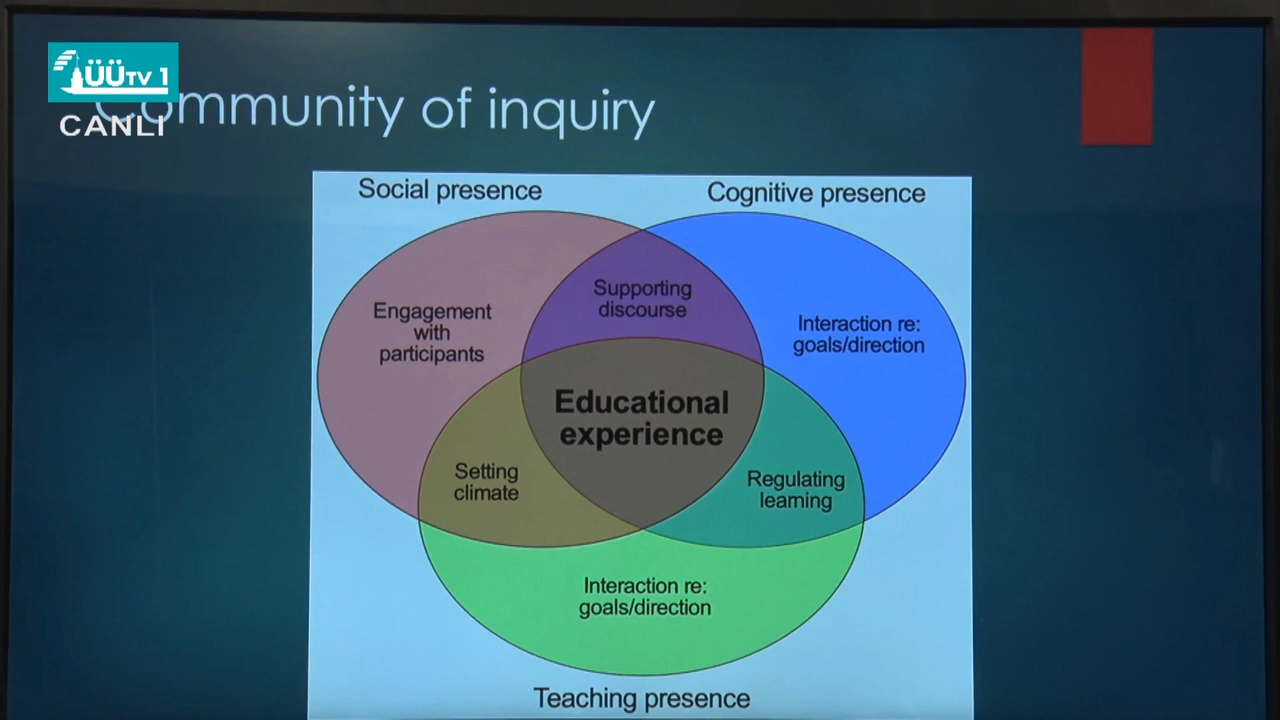 ÜÜTV 1
CANLI
Community of inquiry
Social presence
Cognitive presence
Supporting
discourse
Engagement
with
participants
Interaction re:
goals/direction
Educational
experience
Setting
climate
Regulating
learning
Interaction re:
goals/direction
Teaching presence